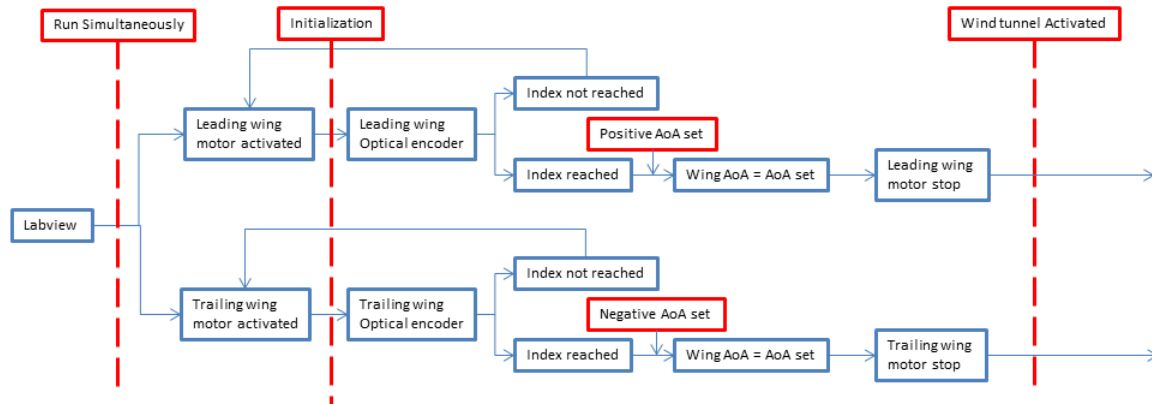 Run Simultaneously
Initialization
Wind tunnel Activated
Index not reached
Leading wing
motor activated
Leading wing
Optical encoder
Positive AoA set
Index reached
Wing AoA = AoA set
Leading wing
motor stop
Labview
Index not reached
Trailing wing
motor activated
Trailing wing
Optical encoder
Negative AoA set
Index reached
Wing AoA = AoA set
Trailing wing
motor stop